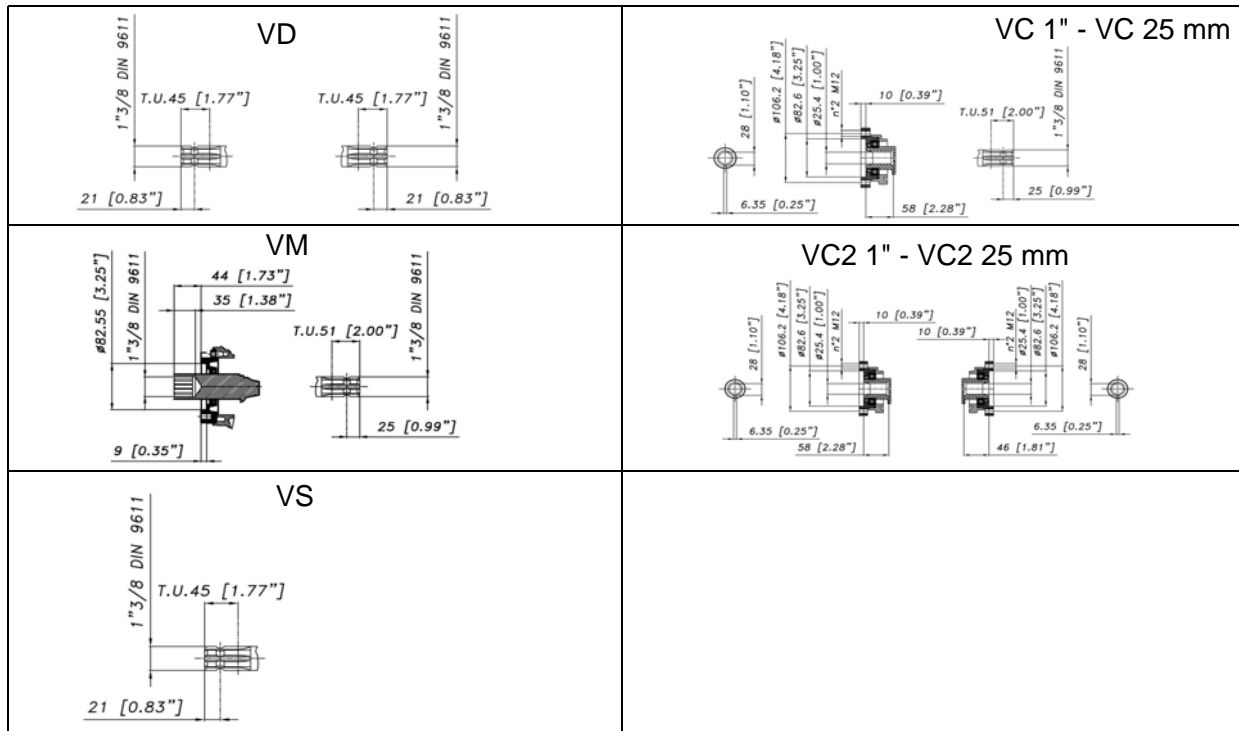 VD
1"3/8 DIN 9611
T.U.45 [1.77"]
21 [0.83"]
T.U.45 [1.77"]
1"3/8 DIN 9611
21 [0.83"]
VC 1" - VC 25 mm
28 [1.10"]
6.35 [0.25"]
ø106.2 [4.18"]
ø82.6 [3.25"]
ø25.4 [1.00"]
n°2 M12
10 [0.39"]
58 [2.28"]
T.U.51 [2.00"]
1"3/8 DIN 9611
25 [0.99"]
VM
ø82.55 [3.25"]
1"3/8 DIN 9611
44 [1.73"]
35 [1.38"]
9 [0.35"]
T.U.51 [2.00"]
1"3/8 DIN 9611
25 [0.99"]
VC2 1" - VC2 25 mm
28 [1.10"]
6.35 [0.25"]
ø106.2 [4.18"]
ø82.6 [3.25"]
ø25.4 [1.00"]
n°2 M12
10 [0.39"]
58 [2.28"]
10 [0.39"]
n°2 M12
ø25.4 [1.00"]
ø82.6 [3.25"]
ø106.2 [4.18"]
46 [1.81"]
28 [1.10"]
6.35 [0.25"]
VS
1"3/8 DIN 9611
T.U.45 [1.77"]
21 [0.83"]